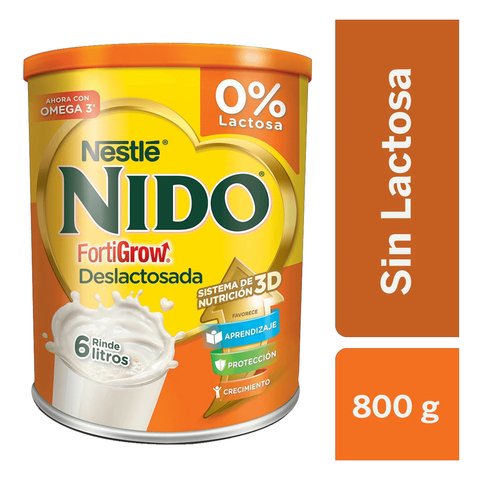 AHORA CON
OMEGA 3*
0%
Lactosa
Nestlé®
NIDO®
FortiGrow®
Deslactosada
SISTEMA DE
NUTRICIÓN 3D
FAVORECE
APRENDIZAJE
PROTECCIÓN
CRECIMIENTO
Rinde
6 litros
Sin Lactosa
800 g